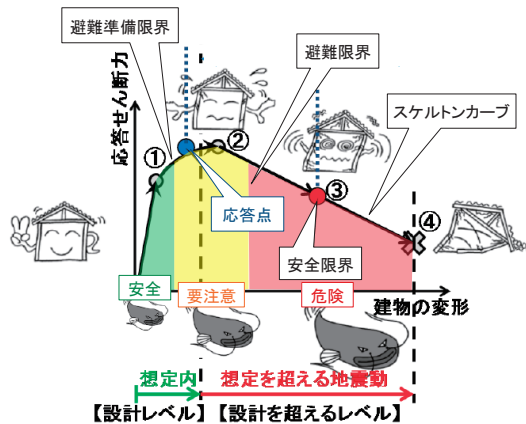 避難準備限界
避難限界
応答せん断力
スケルトンカーブ
①
②
③
④
応答点
安全限界
安全
要注意
危険
建物の変形
想定内
想定を超える地震動
【設計レベル】
【設計を超えるレベル】